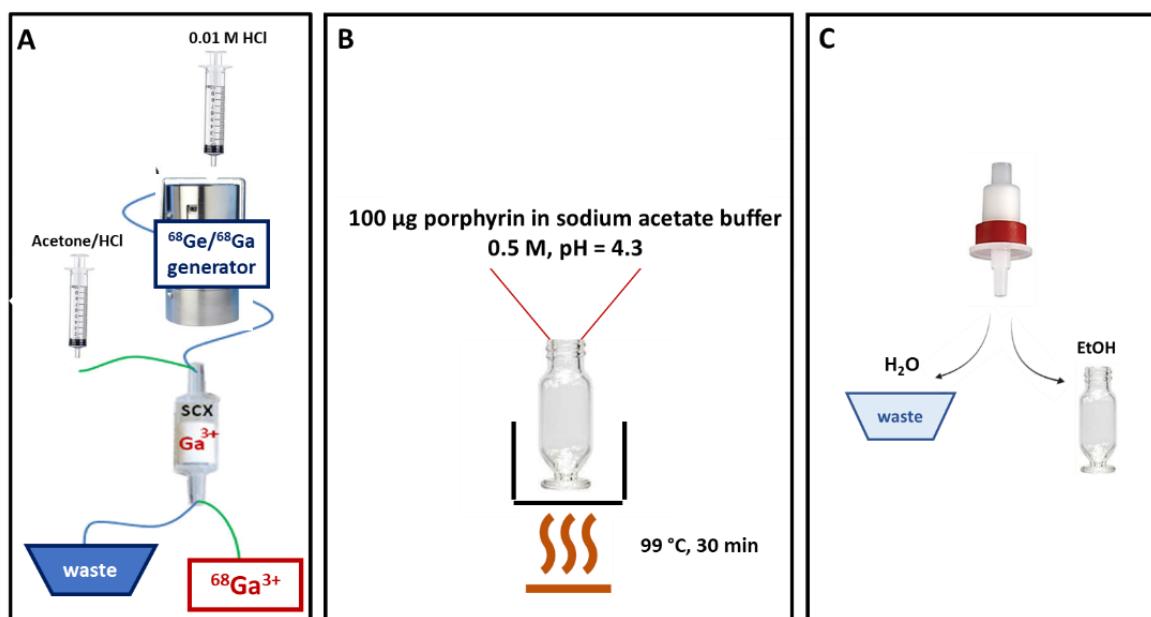 A
0.01 M HCl
Acetone/HCl
⁶⁸Ge/⁶⁸Ga
generator
SCX
Ga³⁺
waste
⁶⁸Ga³⁺
B
100 µg porphyrin in sodium acetate buffer
0.5 M, pH = 4.3
99 °C, 30 min
C
H₂O
EtOH
waste